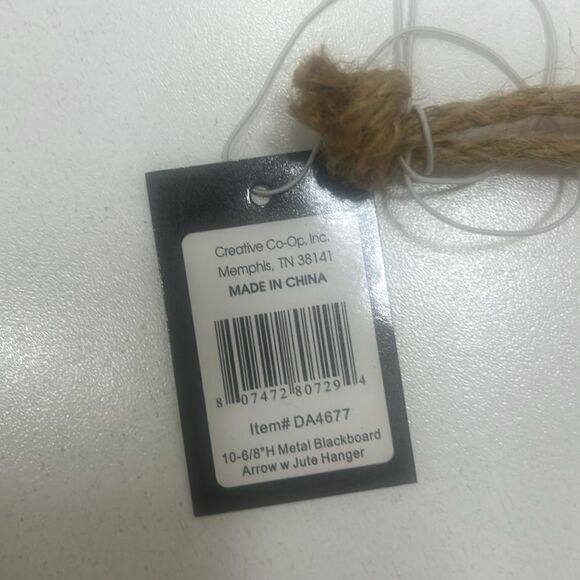 Creative Co-Op, Inc.
Memphis, TN 38141
MADE IN CHINA
8 07472 80729 4
Item# DA4677
10-6/8"H Metal Blackboard
Arrow w Jute Hanger